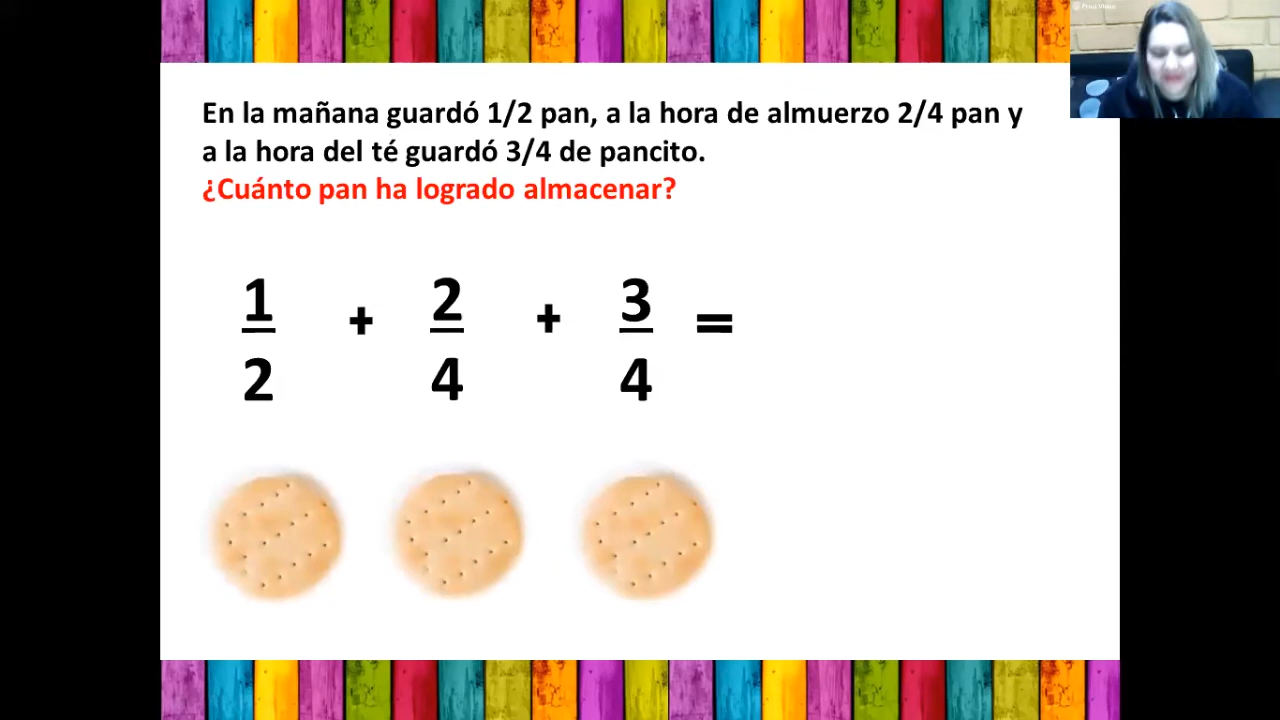 En la mañana guardó 1/2 pan, a la hora de almuerzo 2/4 pan y
a la hora del té guardó 3/4 de pancito.
¿Cuánto pan ha logrado almacenar?
1 2 3
+ + =
2 4 4